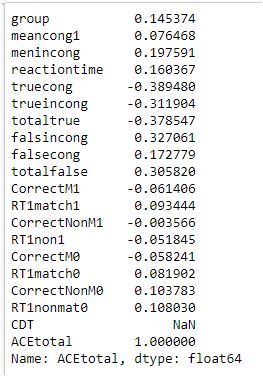 group 0.145374
meancong1 0.076468
menincong 0.197591
reactiontime 0.160367
truecong -0.389480
trueincong -0.311904
totaltrue -0.378547
falsincong 0.327061
falsecong 0.172779
totalfalse 0.305820
CorrectM1 -0.061406
RT1match1 0.093444
CorrectNonM1 -0.003566
RT1non1 -0.051845
CorrectM0 -0.058241
RT1match0 0.081902
CorrectNonM0 0.103783
RT1nonmat0 0.108030
CDT NaN
ACEtotal 1.000000
Name: ACEtotal, dtype: float64